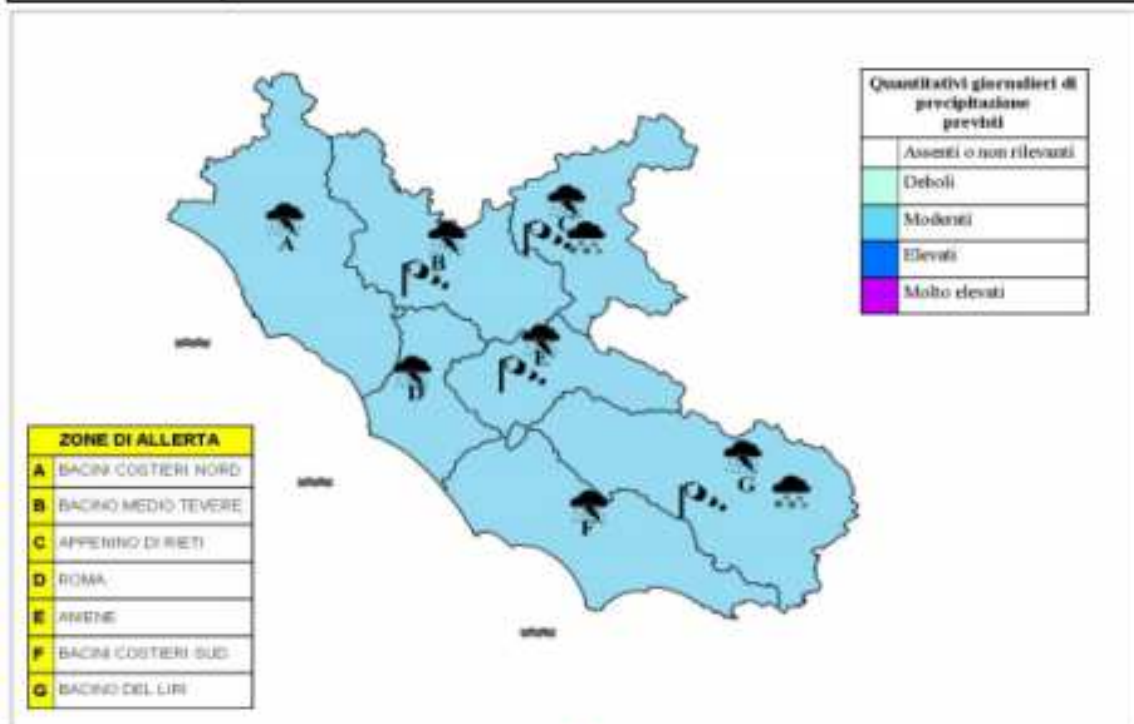 Quantitativi giornalieri di
precipitazione
previsti
Assenti o non rilevanti
Deboli
Moderati
Elevati
Molto elevati
A
B
C
D
E
F
G
ZONE DI ALLERTA
A BACINI COSTIERI NORD
B BACINO MEDIO TEVERE
C APPENINO DI RIETI
D ROMA
E ANIENE
F BACINI COSTIERI SUD
G BACINO DEL LIRI